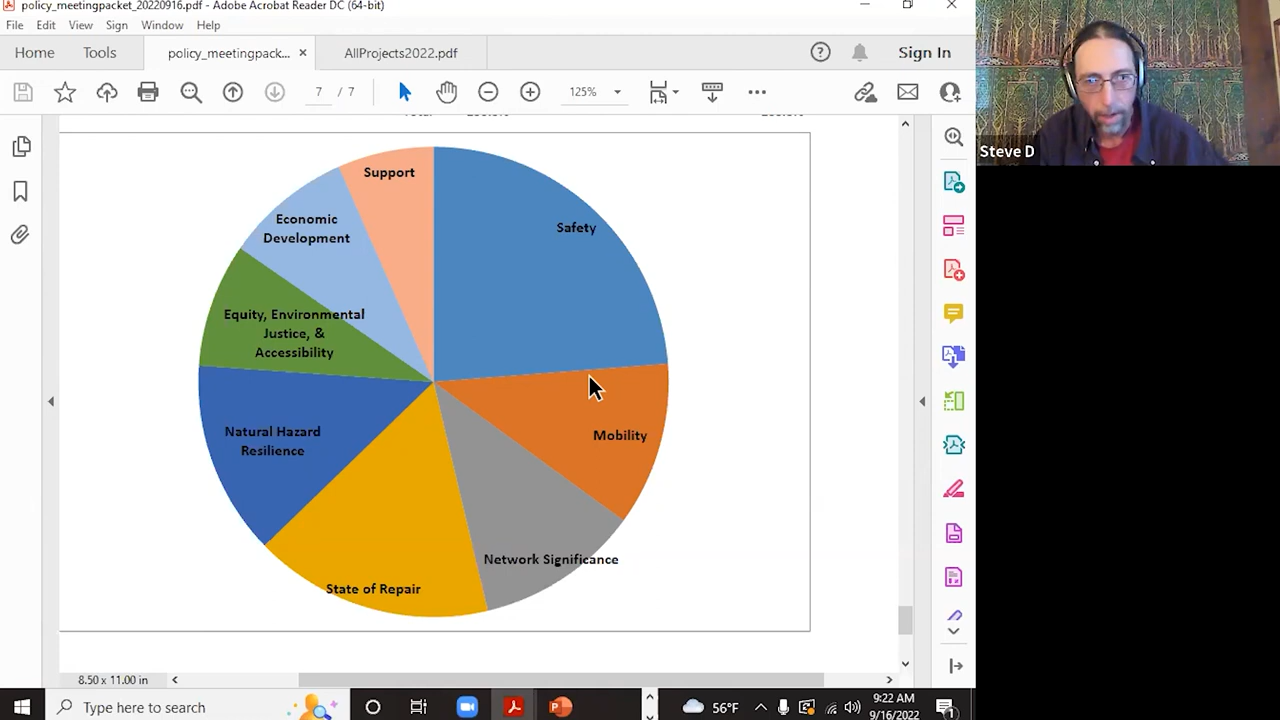 policy_meetingpacket_20220916.pdf - Adobe Acrobat Reader DC (64-bit)
File Edit View Sign Window Help
Home Tools policy_meetingpack... AllProjects2022.pdf Sign In
7 / 7 125%
Support
Safety
Economic
Development
Equity, Environmental
Justice, &
Accessibility
Natural Hazard
Resilience
Mobility
Network Significance
State of Repair
Steve D
8.50 x 11.00 in
Type here to search
56°F
9:22 AM
9/16/2022
1